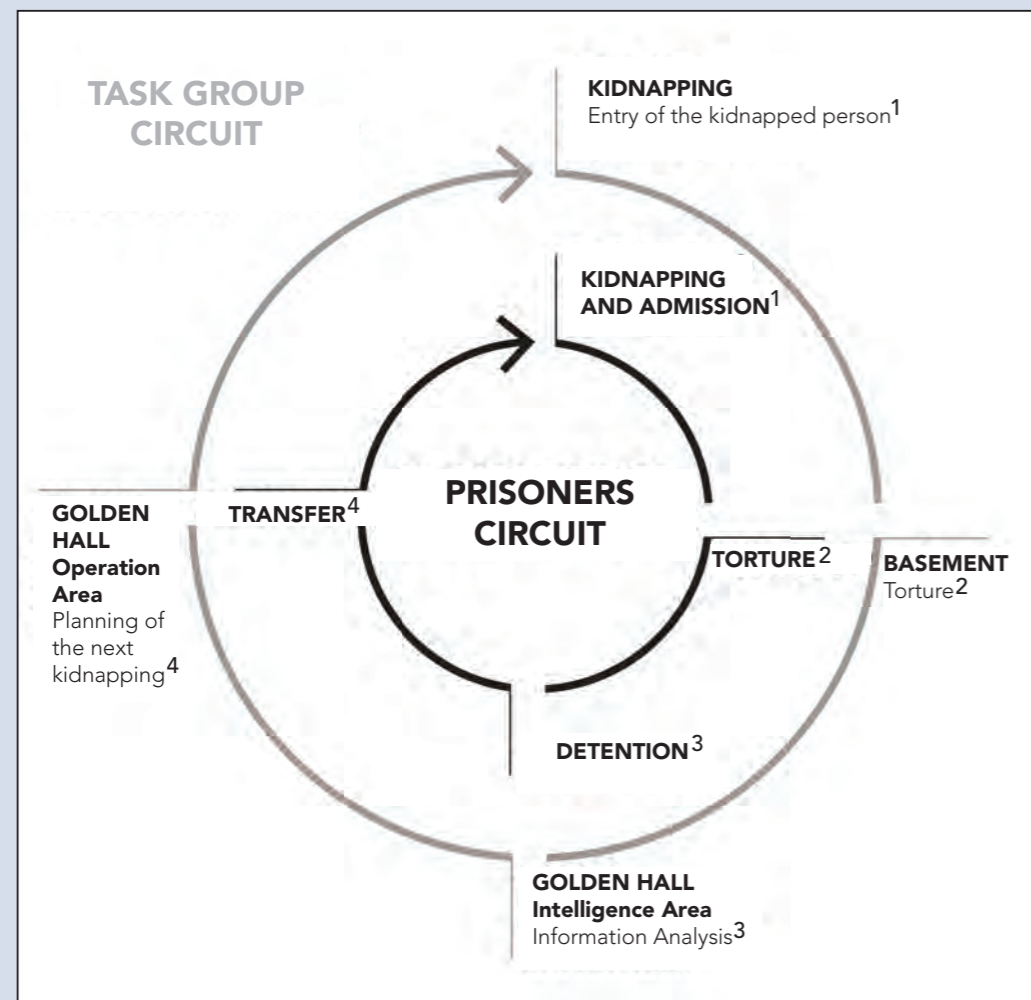 TASK GROUP
CIRCUIT
KIDNAPPING
Entry of the kidnapped person1
KIDNAPPING
AND ADMISSION1
PRISONERS
CIRCUIT
GOLDEN
HALL
Operation
Area
Planning of
the next
kidnapping4
TRANSFER4
TORTURE2
BASEMENT
Torture2
DETENTION3
GOLDEN HALL
Intelligence Area
Information Analysis3